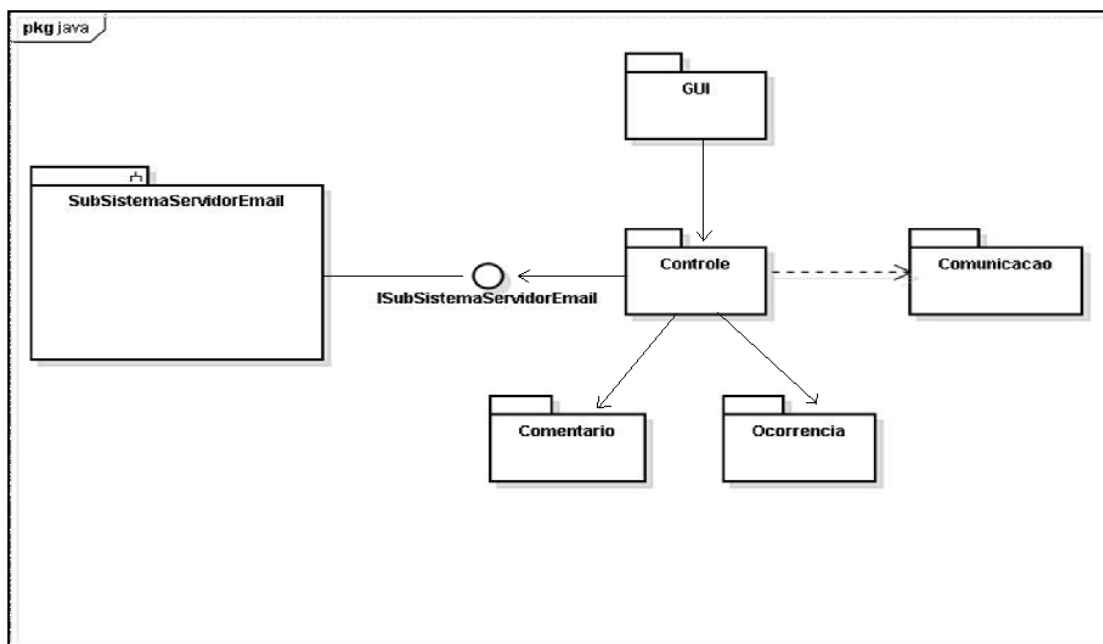 pkg java
GUI
SubSistemaServidorEmail
Controle
Comunicacao
ISubSistemaServidorEmail
Comentario
Ocorrencia